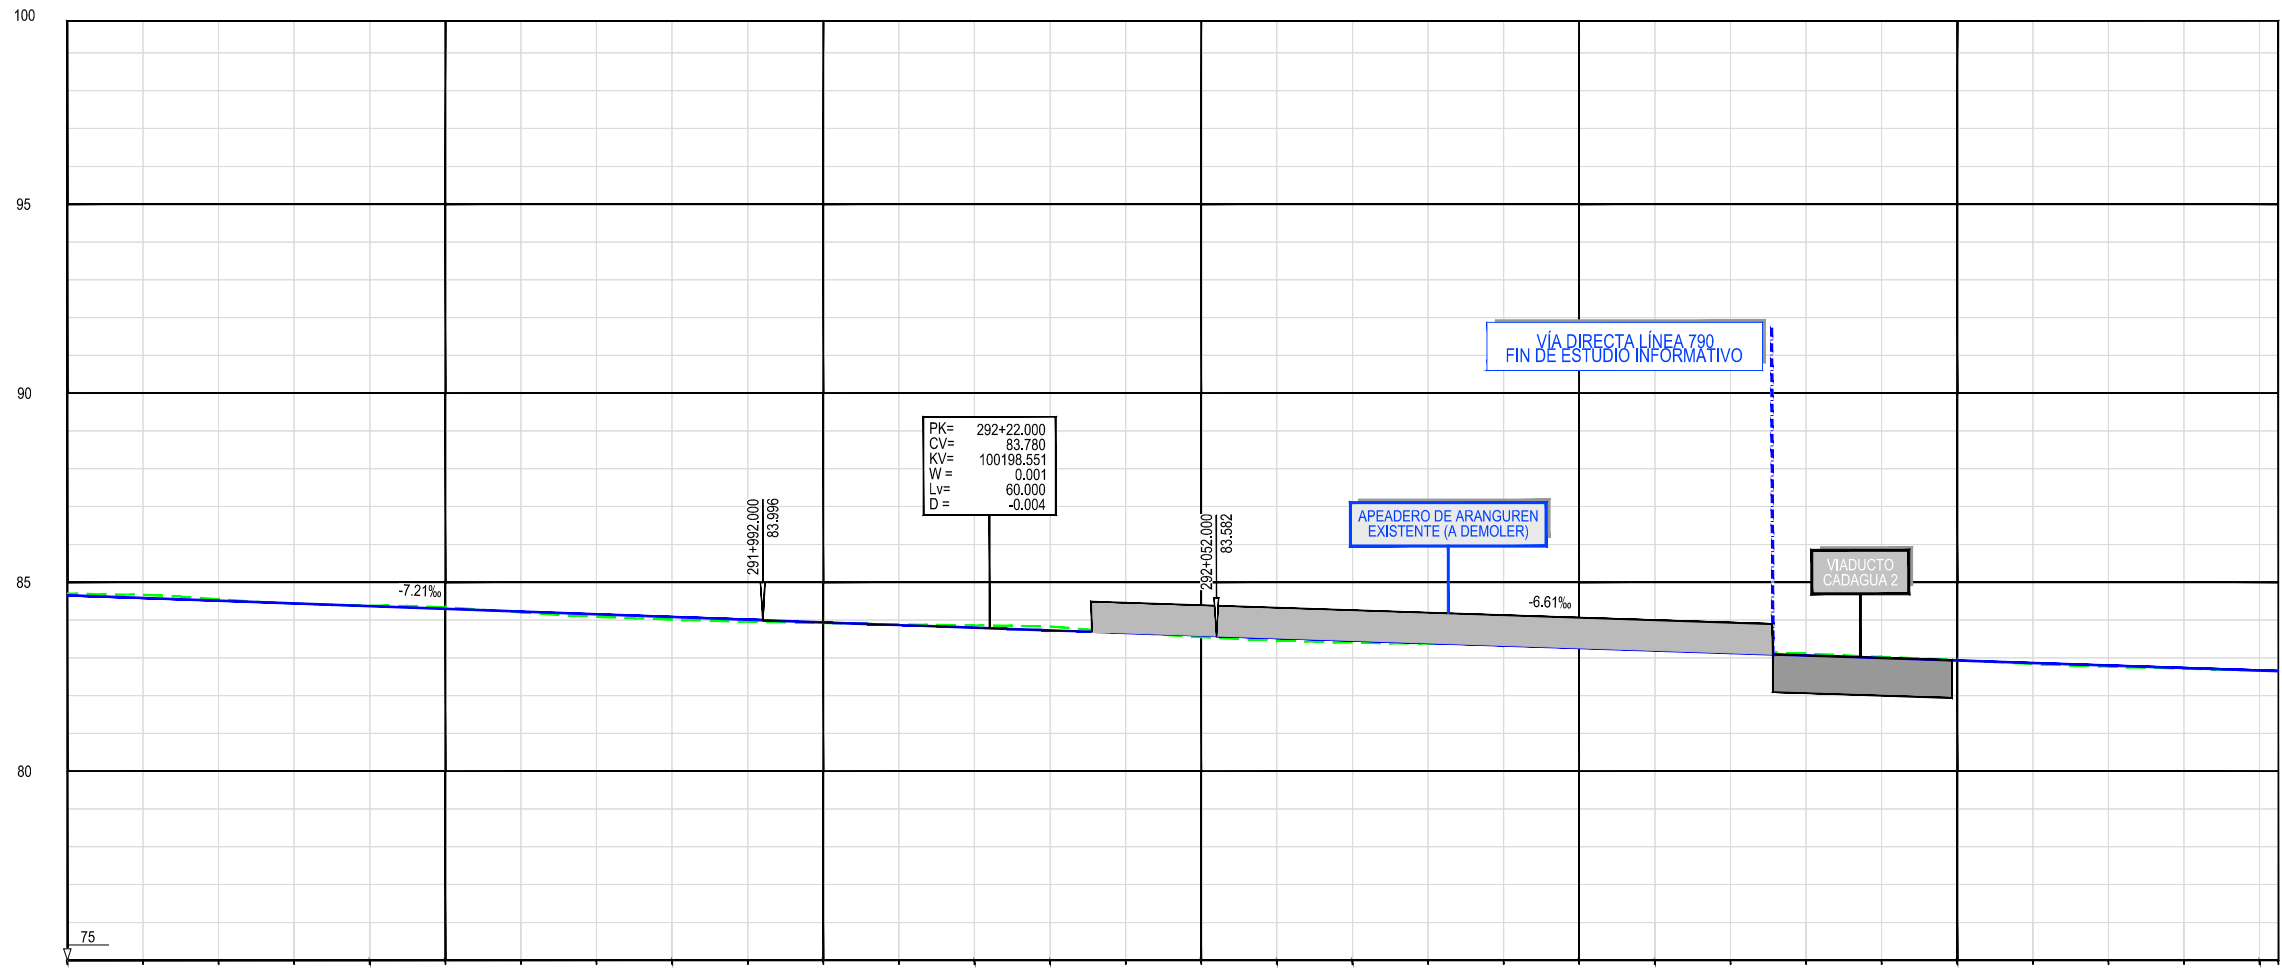 100
95
90
85
80
75
VÍA DIRECTA LÍNEA 790
FIN DE ESTUDIO INFORMATIVO
PK= 292+22.000
CV= 83.780
KV= 100198.551
W = 0.001
Lv= 60.000
D = -0.004
291+992.000
83.996
292+052.000
83.582
APEADERO DE ARANGUREN
EXISTENTE (A DEMOLER)
VIADUCTO
CADAGUA 2
-7.21‰
-6.61‰